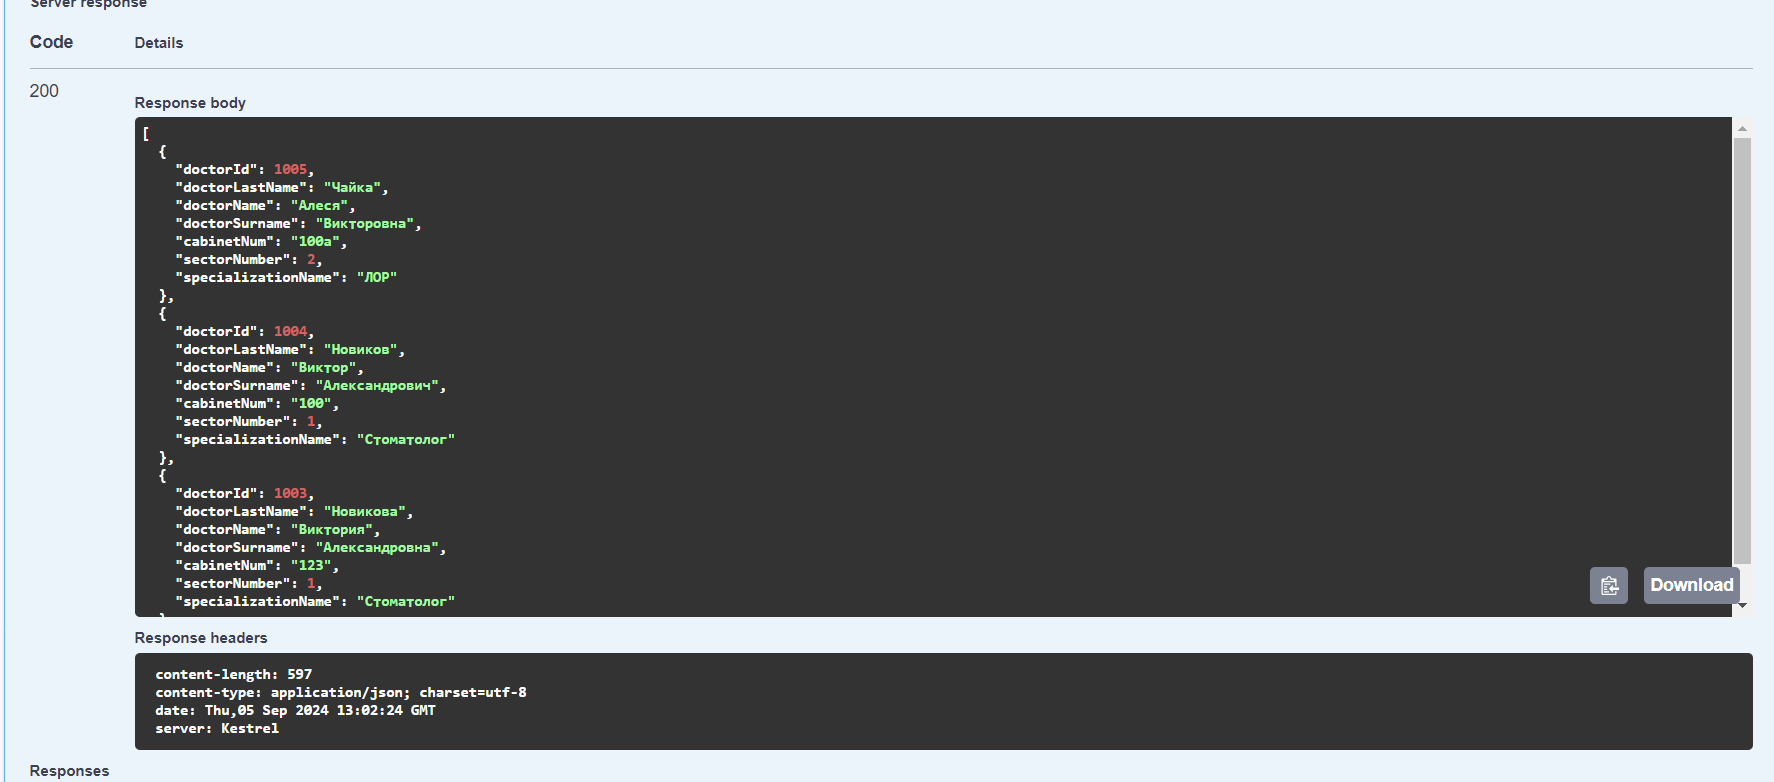 Server response
Code Details
200
Response body
[
  {
    "doctorId": 1005,
    "doctorLastName": "Чайка",
    "doctorName": "Алеся",
    "doctorSurname": "Викторовна",
    "cabinetNum": "100а",
    "sectorNumber": 2,
    "specializationName": "ЛОР"
  },
  {
    "doctorId": 1004,
    "doctorLastName": "Новиков",
    "doctorName": "Виктор",
    "doctorSurname": "Александрович",
    "cabinetNum": "100",
    "sectorNumber": 1,
    "specializationName": "Стоматолог"
  },
  {
    "doctorId": 1003,
    "doctorLastName": "Новикова",
    "doctorName": "Виктория",
    "doctorSurname": "Александровна",
    "cabinetNum": "123",
    "sectorNumber": 1,
    "specializationName": "Стоматолог"
Download
Response headers
content-length: 597
content-type: application/json; charset=utf-8
date: Thu,05 Sep 2024 13:02:24 GMT
server: Kestrel
Responses